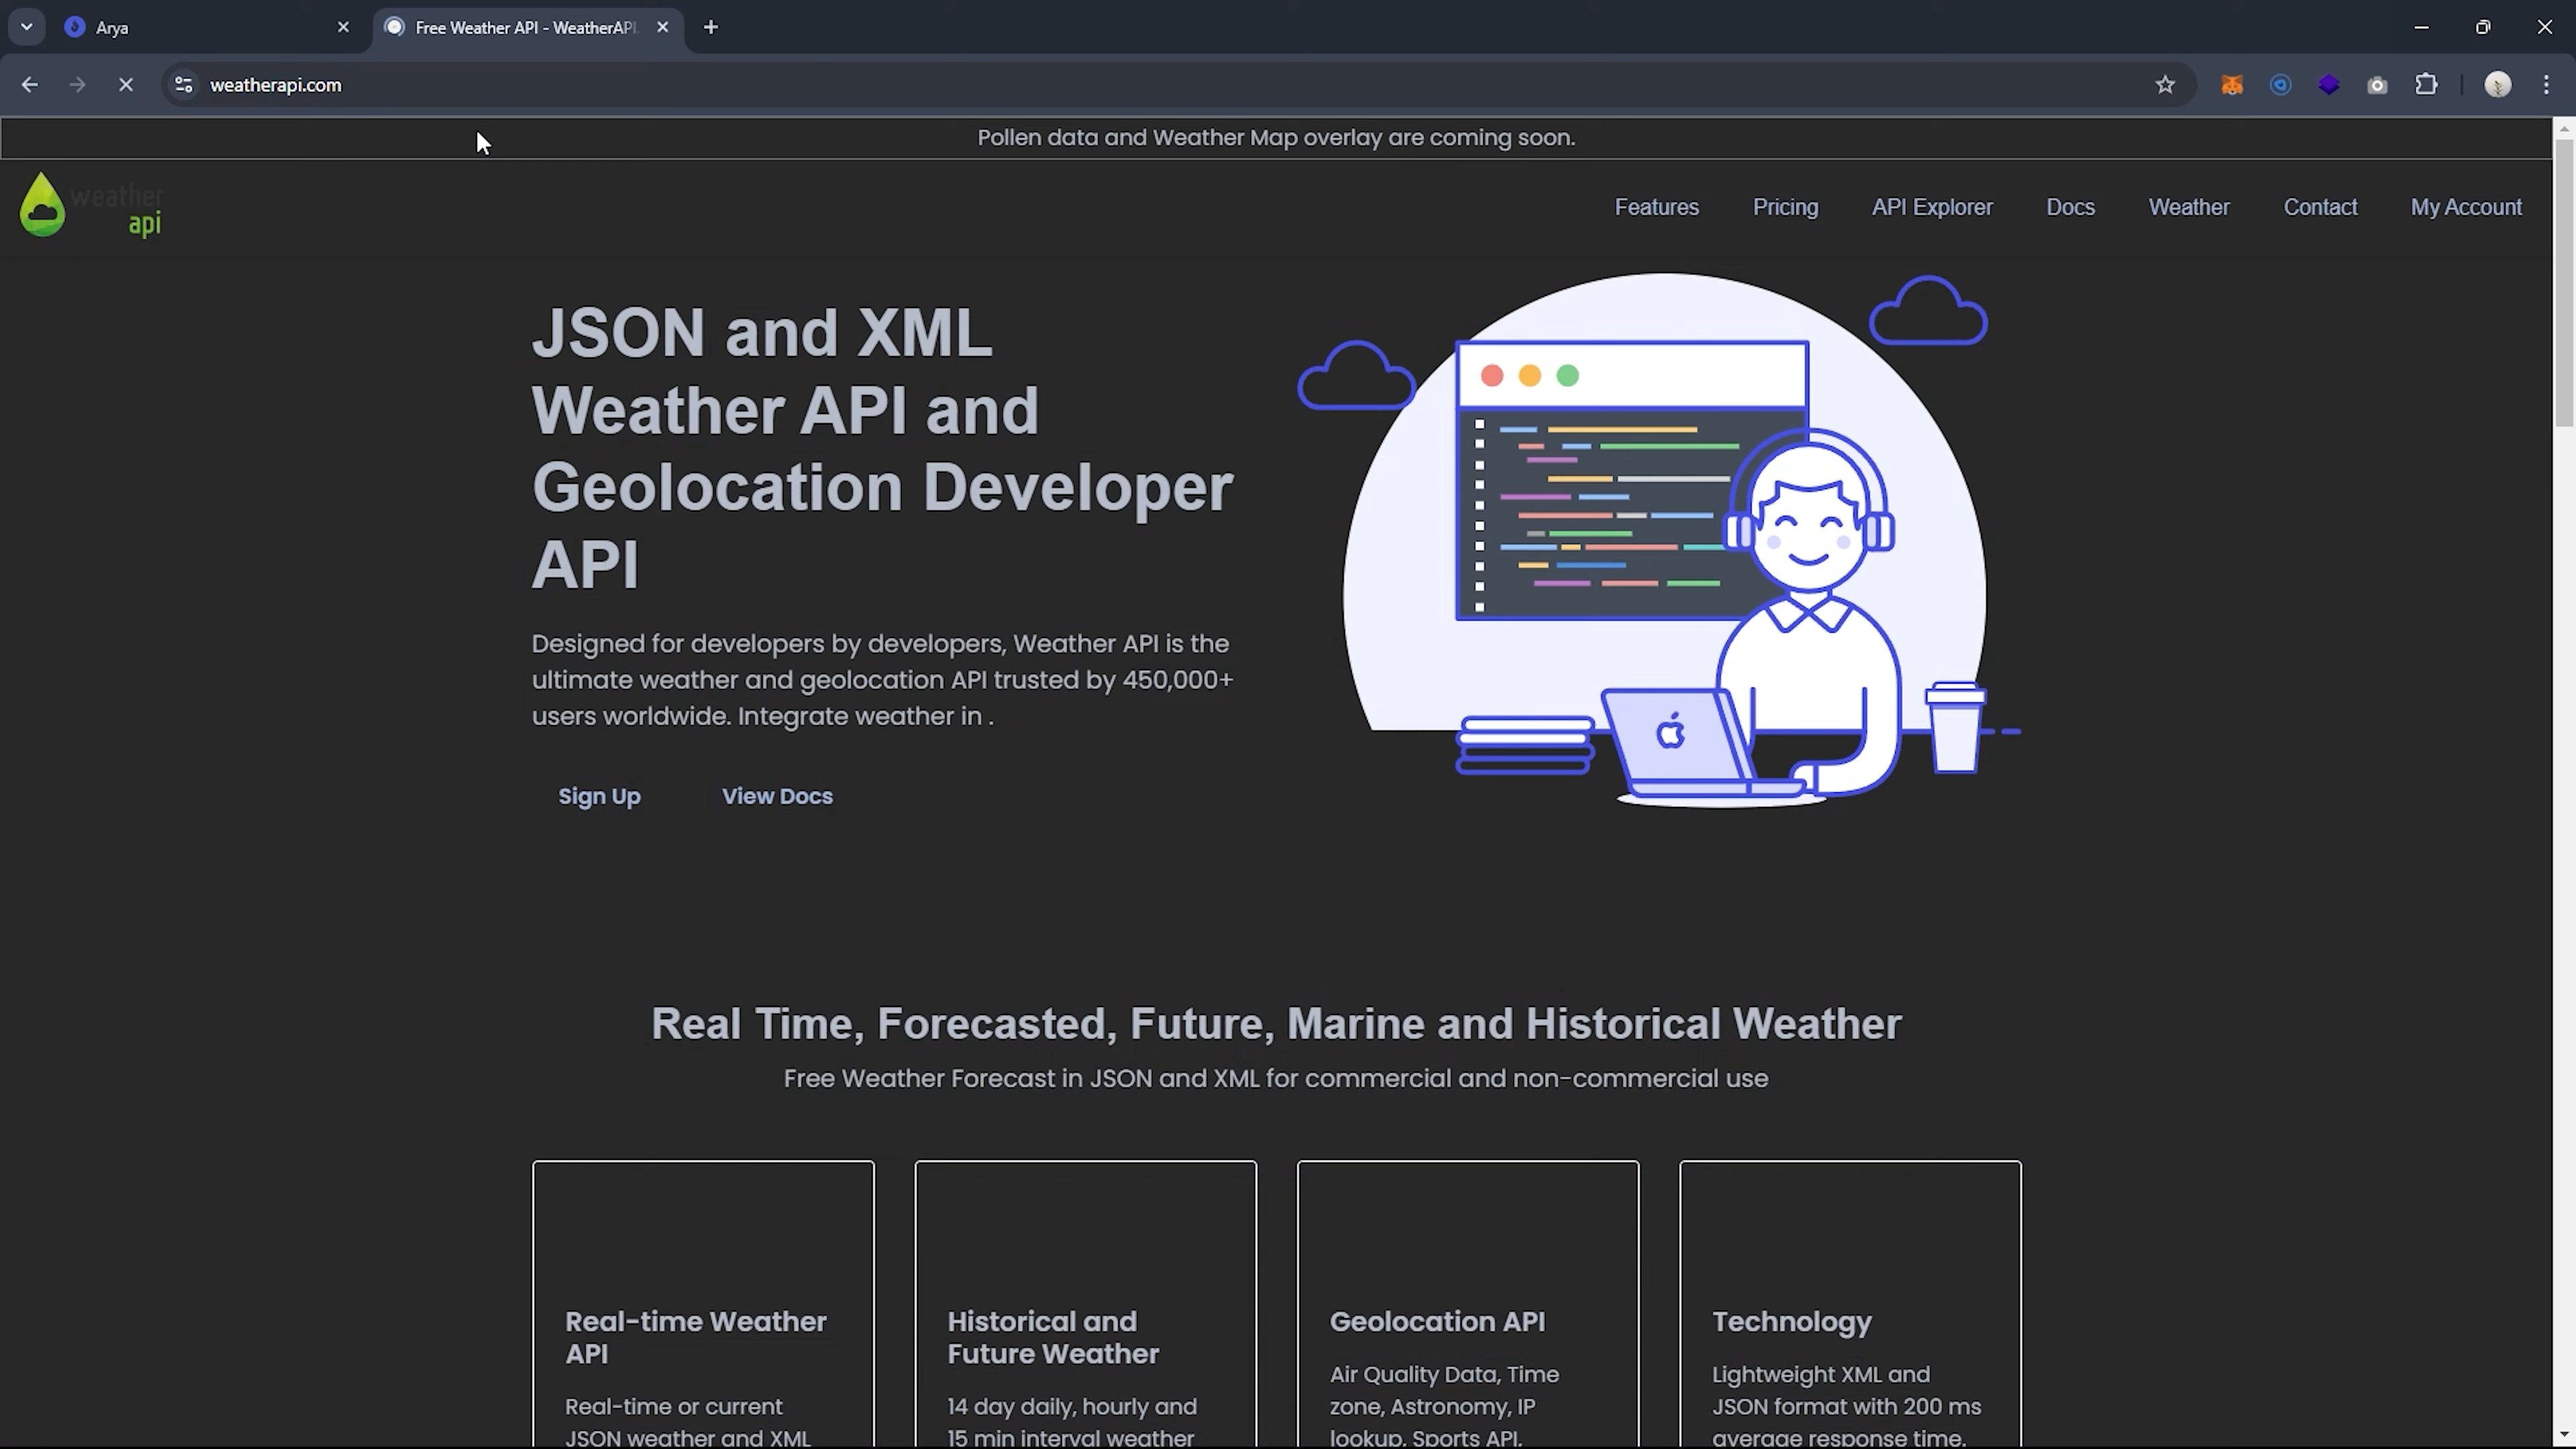 Arya
Free Weather API - WeatherAPI.
weatherapi.com
Pollen data and Weather Map overlay are coming soon.
weather
api
Features Pricing API Explorer Docs Weather Contact My Account
JSON and XML
Weather API and
Geolocation Developer
API
Designed for developers by developers, Weather API is the
ultimate weather and geolocation API trusted by 450,000+
users worldwide. Integrate weather in .
Sign Up View Docs
Real Time, Forecasted, Future, Marine and Historical Weather
Free Weather Forecast in JSON and XML for commercial and non-commercial use
Real-time Weather
API
Real-time or current
JSON weather and XML
Historical and
Future Weather
14 day daily, hourly and
15 min interval weather
Geolocation API
Air Quality Data, Time
zone, Astronomy, IP
lookup, Sports API,
Technology
Lightweight XML and
JSON format with 200 ms
average response time.